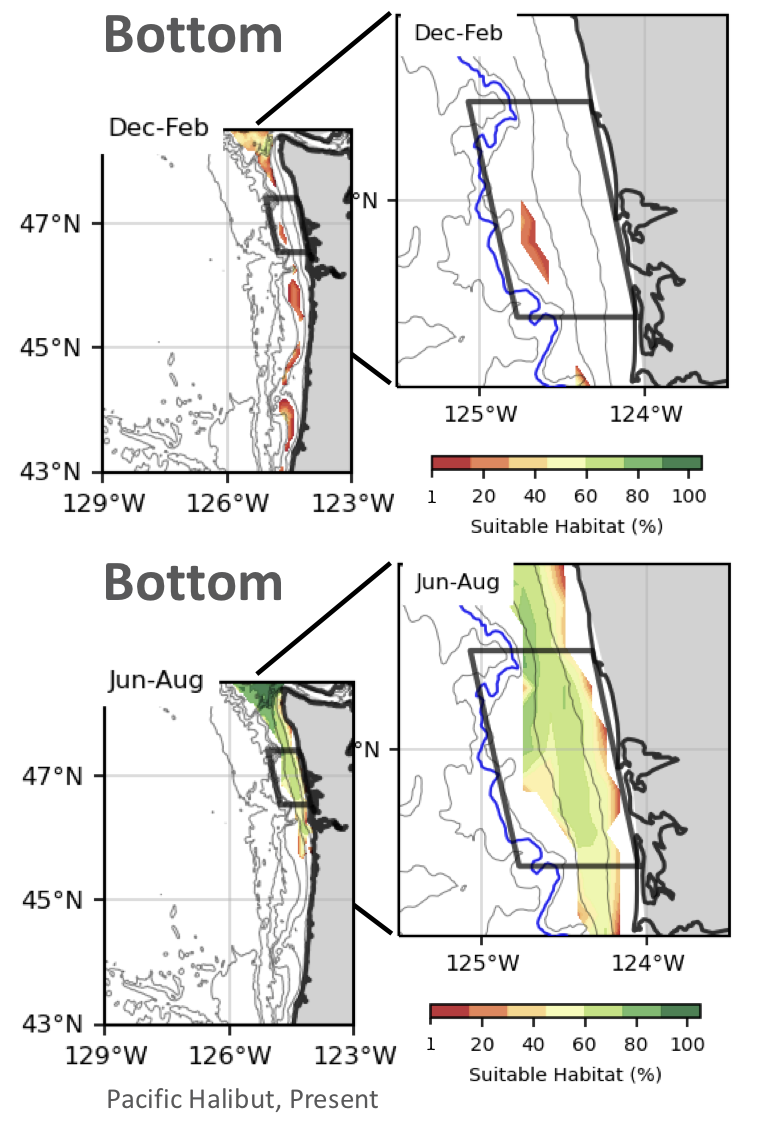 Bottom
Dec-Feb
47°N
45°N
43°N
129°W 126°W 123°W
Dec-Feb
°N
125°W 124°W
1 20 40 60 80 100
Suitable Habitat (%)
Bottom
Jun-Aug
47°N
45°N
43°N
129°W 126°W 123°W
Jun-Aug
°N
125°W 124°W
1 20 40 60 80 100
Suitable Habitat (%)
Pacific Halibut, Present